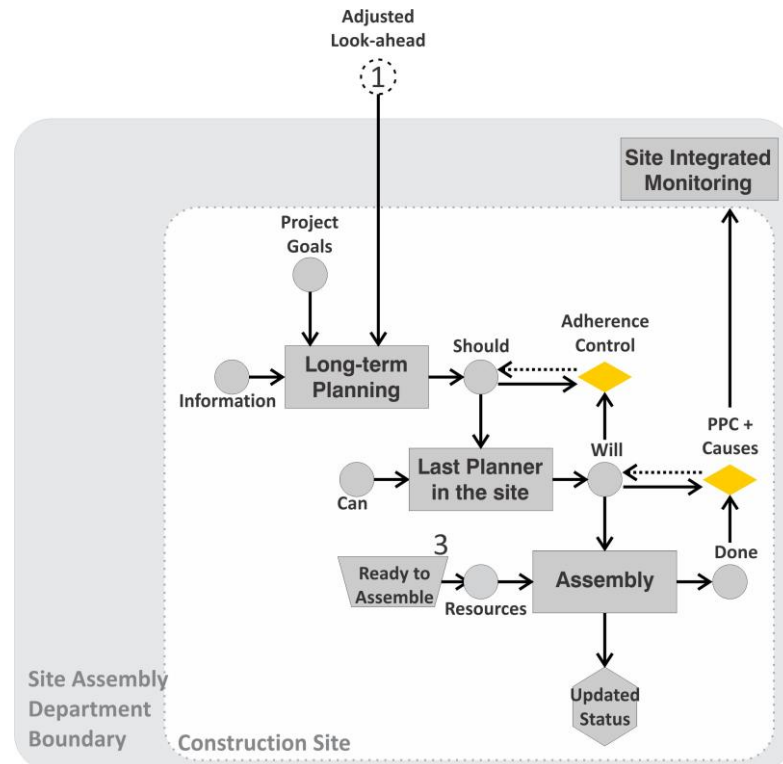 Adjusted
Look-ahead
1
Site Integrated
Monitoring
Project
Goals
Adherence
Control
Should
Long-term
Planning
Information
PPC +
Causes
Will
Last Planner
in the site
Can
Done
3
Ready to
Assemble
Resources
Assembly
Updated
Status
Site Assembly
Department
Boundary
Construction Site